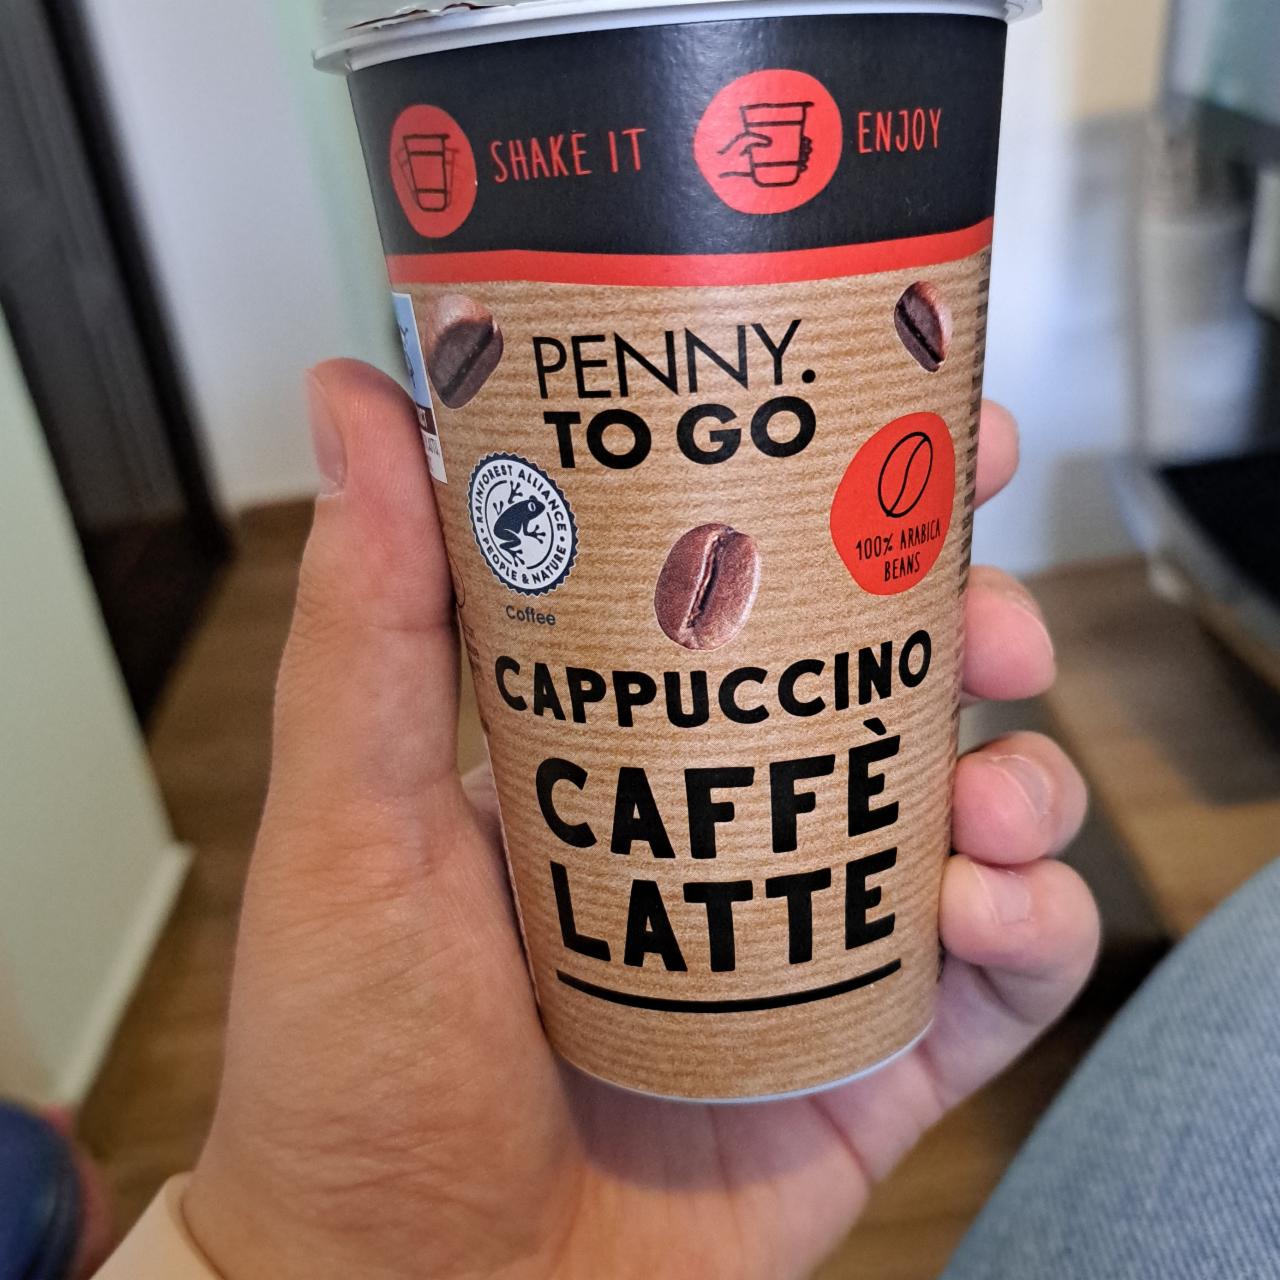 SHAKE IT
ENJOY
PENNY.
TO GO
RAINFOREST ALLIANCE
PEOPLE & NATURE
Coffee
100% ARABICA
BEANS
CAPPUCCINO
CAFFÈ
LATTE